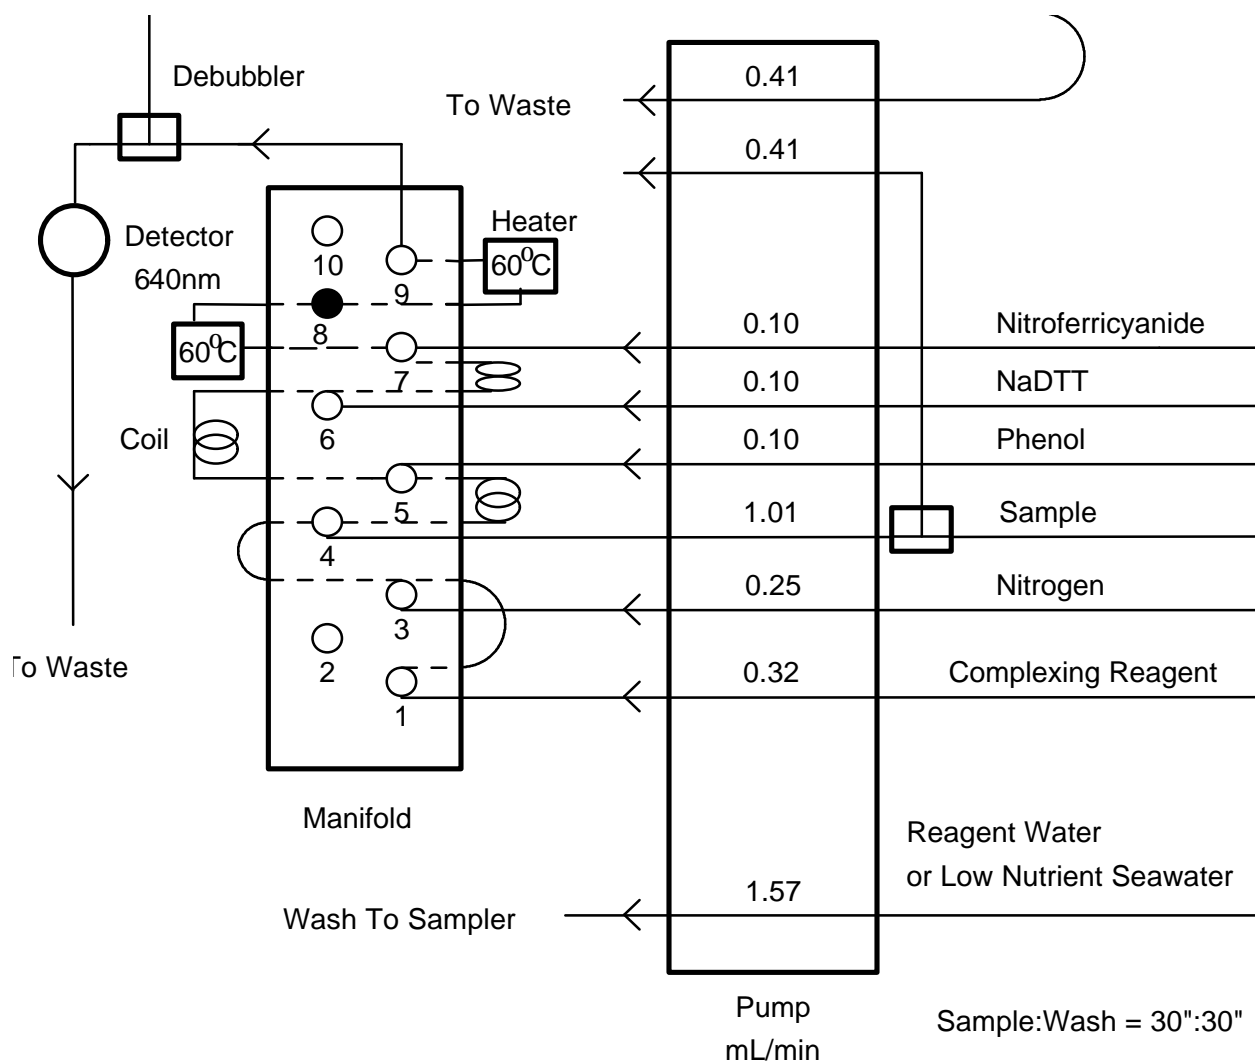 Debubbler
0.41
To Waste
0.41
Detector
640nm
Heater
60⁰C
10
9
8
60⁰C
0.10
Nitroferricyanide
7
0.10
NaDTT
6
Coil
0.10
Phenol
5
1.01
Sample
4
0.25
Nitrogen
3
2
To Waste
0.32
Complexing Reagent
1
Manifold
Reagent Water
or Low Nutrient Seawater
1.57
Wash To Sampler
Pump
mL/min
Sample:Wash = 30":30"